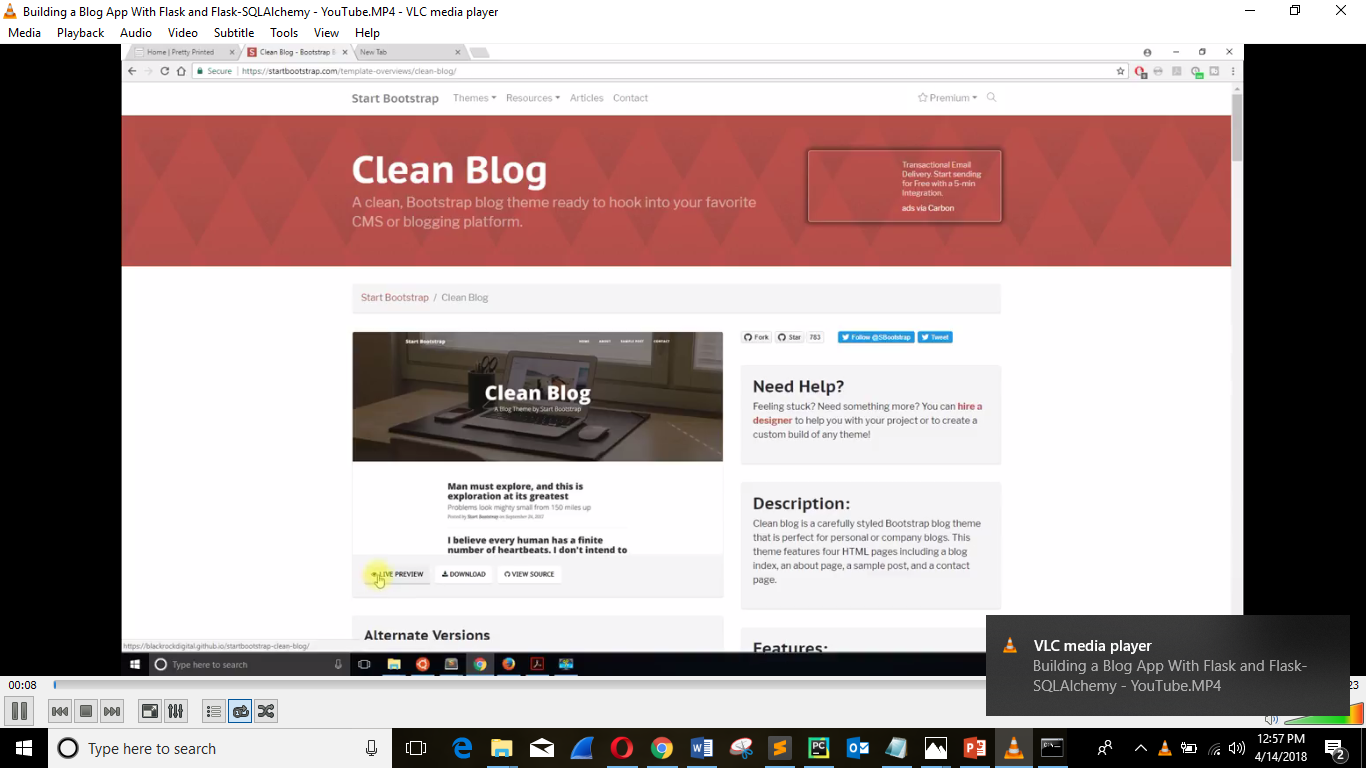 Building a Blog App With Flask and Flask-SQLAlchemy - YouTube.MP4 - VLC media player
Media Playback Audio Video Subtitle Tools View Help
Home | Pretty Printed
Clean Blog - Bootstrap B
New Tab
Secure https://startbootstrap.com/template-overviews/clean-blog/
Start Bootstrap Themes Resources Articles Contact Premium
Clean Blog
A clean, Bootstrap blog theme ready to hook into your favorite
CMS or blogging platform.
Transactional Email
Delivery. Start sending
for Free with a 5-min
Integration.
ads via Carbon
Start Bootstrap / Clean Blog
Start Bootstrap HOME ABOUT SAMPLE POST CONTACT
Clean Blog
A Blog Theme by Start Bootstrap
Man must explore, and this is
exploration at its greatest
Problems look mighty small from 150 miles up
Posted by Start Bootstrap on September 24, 2017
I believe every human has a finite
number of heartbeats. I don't intend to
LIVE PREVIEW DOWNLOAD VIEW SOURCE
Alternate Versions
Fork Star 783 Follow @SBootstrap Tweet
Need Help?
Feeling stuck? Need something more? You can hire a
designer to help you with your project or to create a
custom build of any theme!
Description:
Clean blog is a carefully styled Bootstrap blog theme
that is perfect for personal or company blogs. This
theme features four HTML pages including a blog
index, an about page, a sample post, and a contact
page.
Features:
https://blackrockdigital.github.io/startbootstrap-clean-blog/
Type here to search
VLC media player
Building a Blog App With Flask and Flask-
SQLAlchemy - YouTube.MP4
00:08
23
Type here to search
12:57 PM
4/14/2018
2